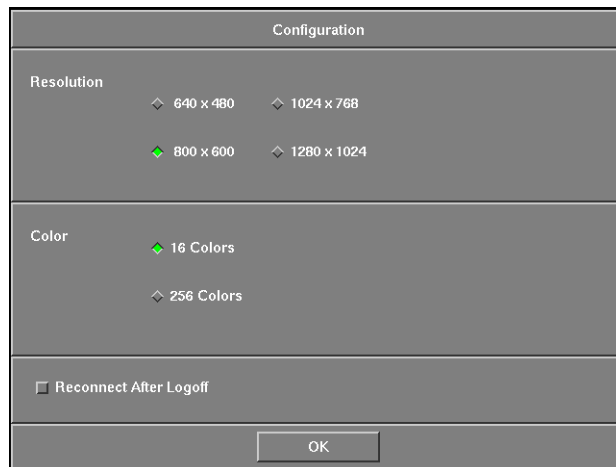 Configuration
Resolution
640 x 480 1024 x 768
800 x 600 1280 x 1024
Color
16 Colors
256 Colors
Reconnect After Logoff
OK